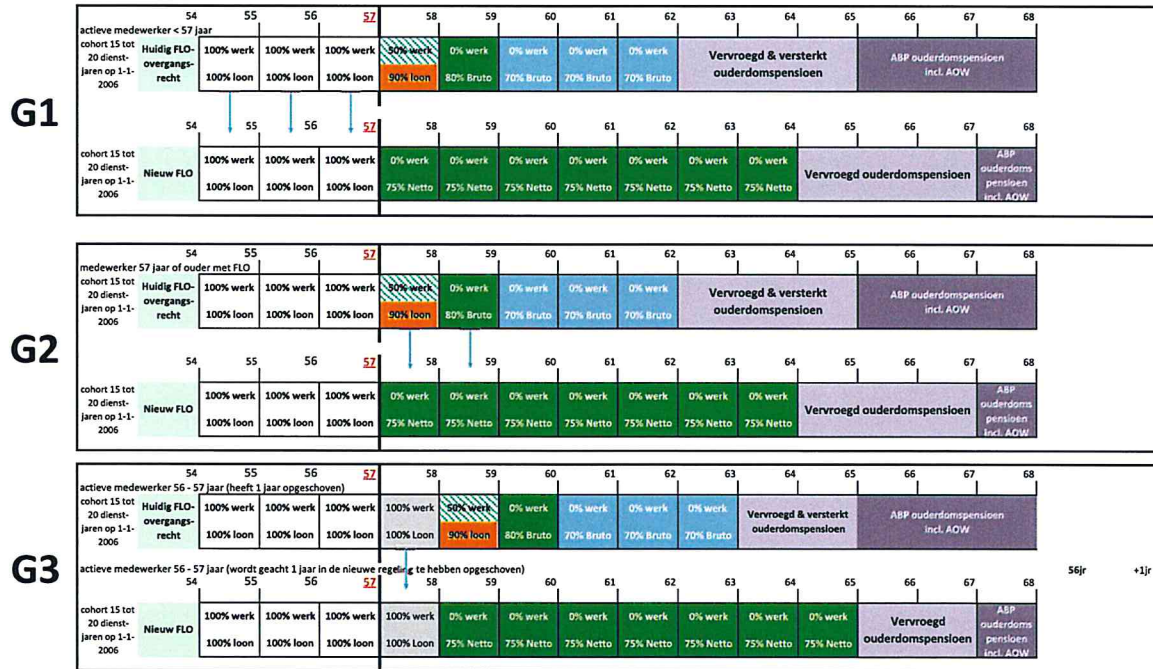 G1
54 55 56 57 58 59 60 61 62 63 64 65 66 67 68
actieve medewerker < 57 jaar
cohort 15 tot 20 dienst-jaren op 1-1-2006
Huidig FLO-overgangs-recht
100% werk 100% werk 100% werk 50% werk 0% werk 0% werk 0% werk 0% werk
100% loon 100% loon 100% loon 90% loon 80% Bruto 70% Bruto 70% Bruto 70% Bruto
Vervroegd & versterkt
ouderdomspensioen
ABP ouderdomspensioen
incl. AOW
54 55 56 57 58 59 60 61 62 63 64 65 66 67 68
cohort 15 tot 20 dienst-jaren op 1-1-2006
Nieuw FLO
100% werk 100% werk 100% werk 0% werk 0% werk 0% werk 0% werk 0% werk 0% werk 0% werk
100% loon 100% loon 100% loon 75% Netto 75% Netto 75% Netto 75% Netto 75% Netto 75% Netto 75% Netto
Vervroegd ouderdomspensioen
ABP
ouderdoms
pensioen
incl. AOW
G2
54 55 56 57 58 59 60 61 62 63 64 65 66 67 68
medewerker 57 jaar of ouder met FLO
cohort 15 tot 20 dienst-jaren op 1-1-2006
Huidig FLO-overgangs-recht
100% werk 100% werk 100% werk 50% werk 0% werk 0% werk 0% werk 0% werk
100% loon 100% loon 100% loon 90% loon 80% Bruto 70% Bruto 70% Bruto 70% Bruto
Vervroegd & versterkt
ouderdomspensioen
ABP ouderdomspensioen
incl. AOW
54 55 56 57 58 59 60 61 62 63 64 65 66 67 68
cohort 15 tot 20 dienst-jaren op 1-1-2006
Nieuw FLO
100% werk 100% werk 100% werk 0% werk 0% werk 0% werk 0% werk 0% werk 0% werk 0% werk
100% loon 100% loon 100% loon 75% Netto 75% Netto 75% Netto 75% Netto 75% Netto 75% Netto 75% Netto
Vervroegd ouderdomspensioen
ABP
ouderdoms
pensioen
incl. AOW
G3
54 55 56 57 58 59 60 61 62 63 64 65 66 67 68
actieve medewerker 56 - 57 jaar (heeft 1 jaar opgeschoven)
cohort 15 tot 20 dienst-jaren op 1-1-2006
Huidig FLO-overgangs-recht
100% werk 100% werk 100% werk 100% werk 50% werk 0% werk 0% werk 0% werk 0% werk
100% loon 100% loon 100% loon 100% Loon 90% loon 80% Bruto 70% Bruto 70% Bruto 70% Bruto
Vervroegd & versterkt
ouderdomspensioen
ABP ouderdomspensioen
incl. AOW
actieve medewerker 56 - 57 jaar (wordt geacht 1 jaar in de nieuwe regeling te hebben opgeschoven) 56jr +1jr
54 55 56 57 58 59 60 61 62 63 64 65 66 67 68
cohort 15 tot 20 dienst-jaren op 1-1-2006
Nieuw FLO
100% werk 100% werk 100% werk 100% werk 0% werk 0% werk 0% werk 0% werk 0% werk 0% werk 0% werk
100% loon 100% loon 100% loon 100% Loon 75% Netto 75% Netto 75% Netto 75% Netto 75% Netto 75% Netto 75% Netto
Vervroegd
ouderdomspensioen
ABP
ouderdoms
pensioen
incl. AOW